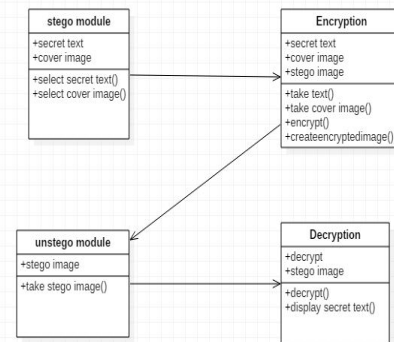 stego module
+secret text
+cover image
+select secret text()
+select cover image()
Encryption
+secret text
+cover image
+stego image
+take text()
+take cover image()
+encrypt()
+createencryptedimage()
unstego module
+stego image
+take stego image()
Decryption
+decrypt
+stego image
+decrypt()
+display secret text()